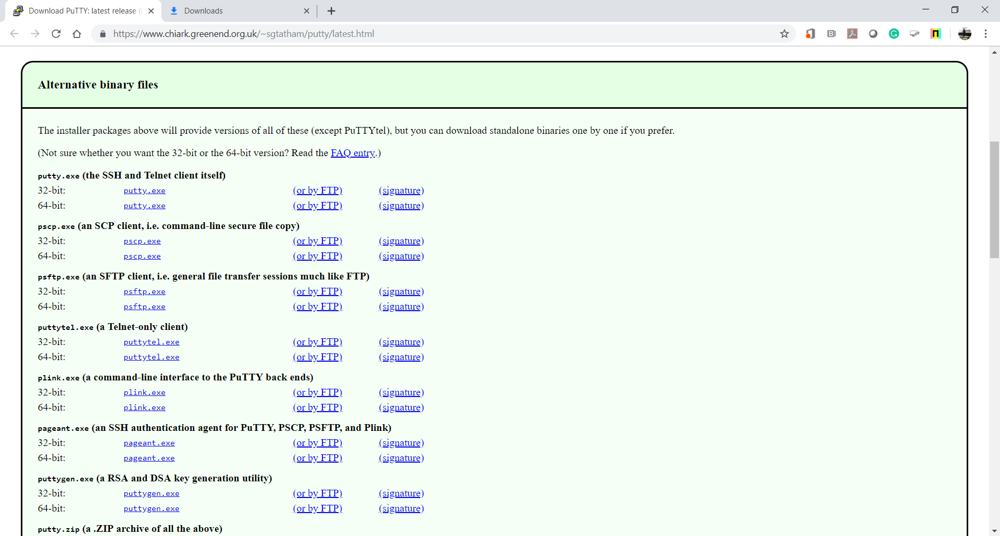 Download PuTTY: latest release (
Downloads
https://www.chiark.greenend.org.uk/~sgtatham/putty/latest.html
Alternative binary files
The installer packages above will provide versions of all of these (except PuTTYtel), but you can download standalone binaries one by one if you prefer.
(Not sure whether you want the 32-bit or the 64-bit version? Read the FAQ entry.)
putty.exe (the SSH and Telnet client itself)
32-bit: putty.exe (or by FTP) (signature)
64-bit: putty.exe (or by FTP) (signature)
pscp.exe (an SCP client, i.e. command-line secure file copy)
32-bit: pscp.exe (or by FTP) (signature)
64-bit: pscp.exe (or by FTP) (signature)
psftp.exe (an SFTP client, i.e. general file transfer sessions much like FTP)
32-bit: psftp.exe (or by FTP) (signature)
64-bit: psftp.exe (or by FTP) (signature)
puttytel.exe (a Telnet-only client)
32-bit: puttytel.exe (or by FTP) (signature)
64-bit: puttytel.exe (or by FTP) (signature)
plink.exe (a command-line interface to the PuTTY back ends)
32-bit: plink.exe (or by FTP) (signature)
64-bit: plink.exe (or by FTP) (signature)
pageant.exe (an SSH authentication agent for PuTTY, PSCP, PSFTP, and Plink)
32-bit: pageant.exe (or by FTP) (signature)
64-bit: pageant.exe (or by FTP) (signature)
puttygen.exe (a RSA and DSA key generation utility)
32-bit: puttygen.exe (or by FTP) (signature)
64-bit: puttygen.exe (or by FTP) (signature)
putty.zip (a .ZIP archive of all the above)